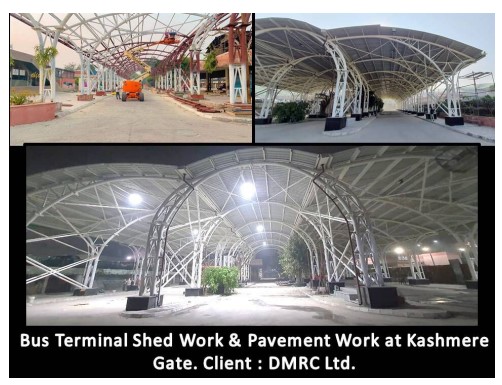 Bus Terminal Shed Work & Pavement Work at Kashmere
Gate. Client : DMRC Ltd.